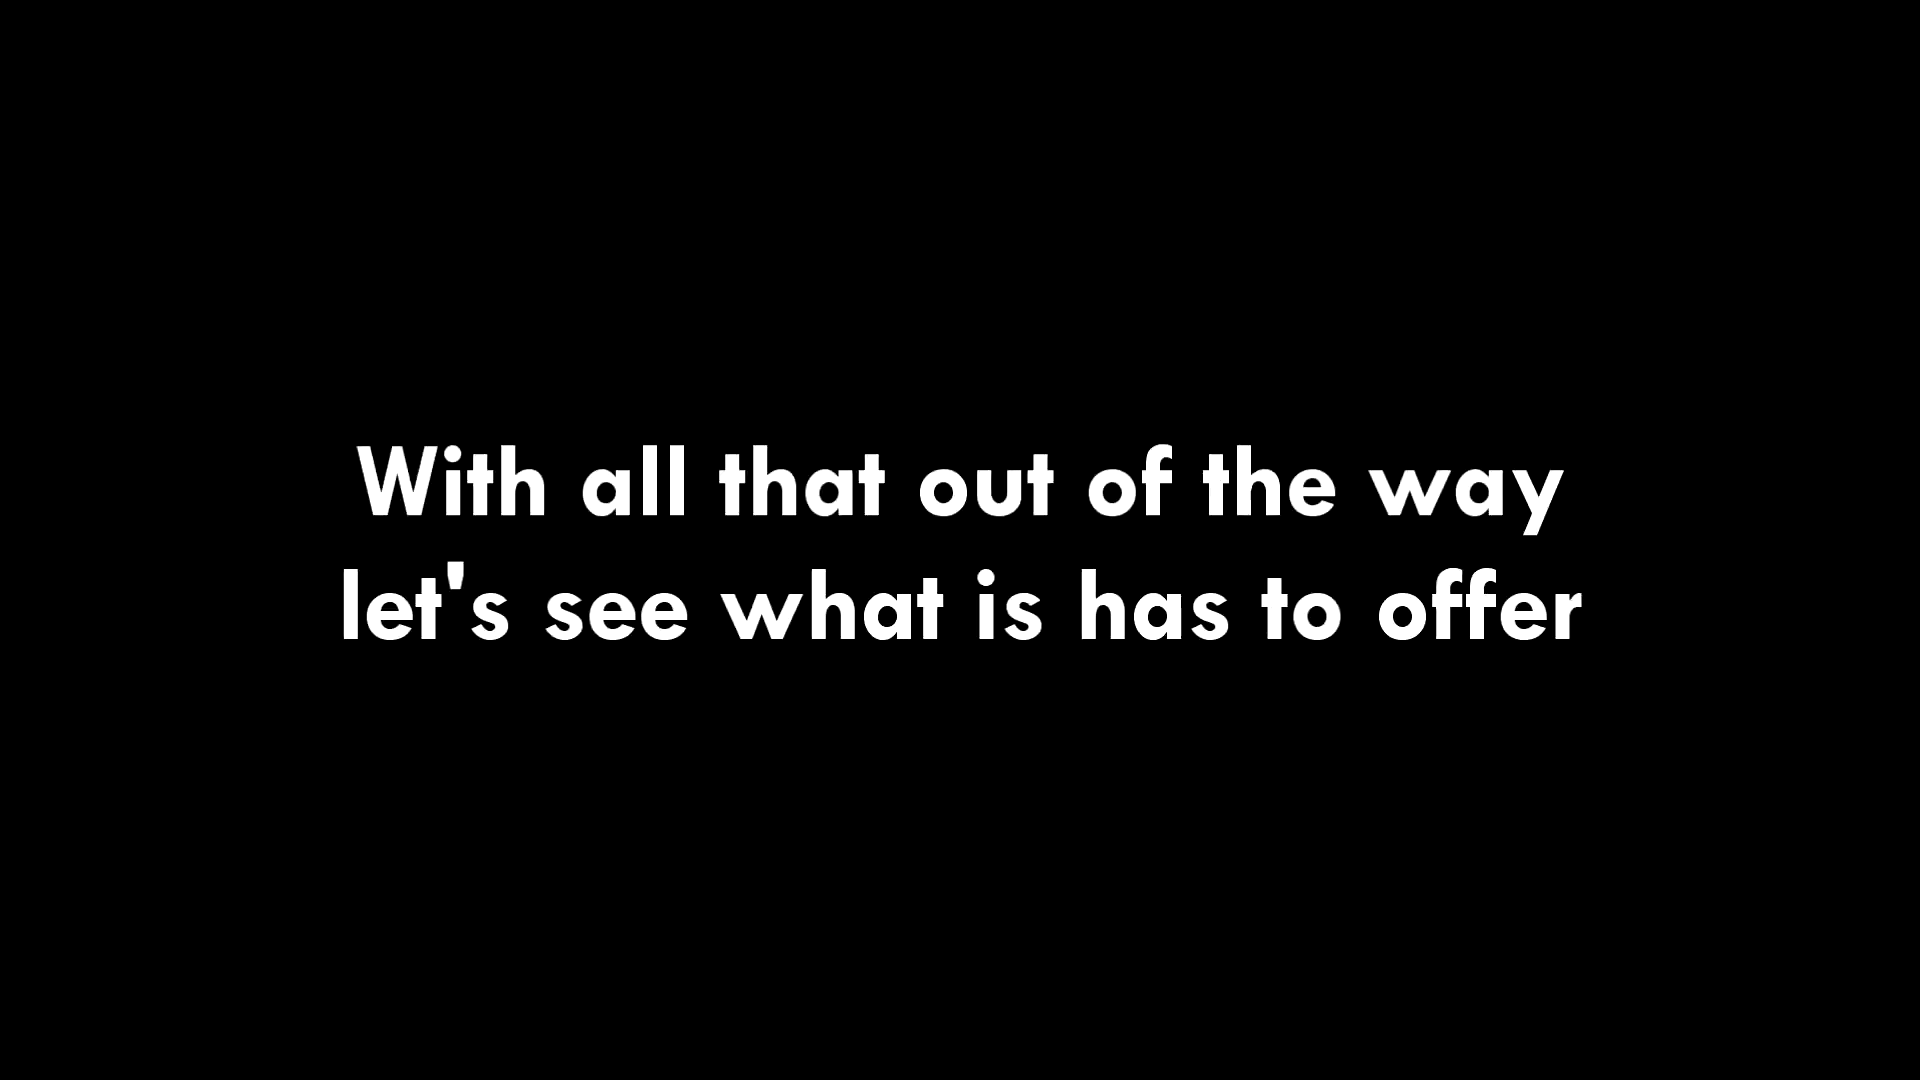 With all that out of the way
let's see what is has to offer